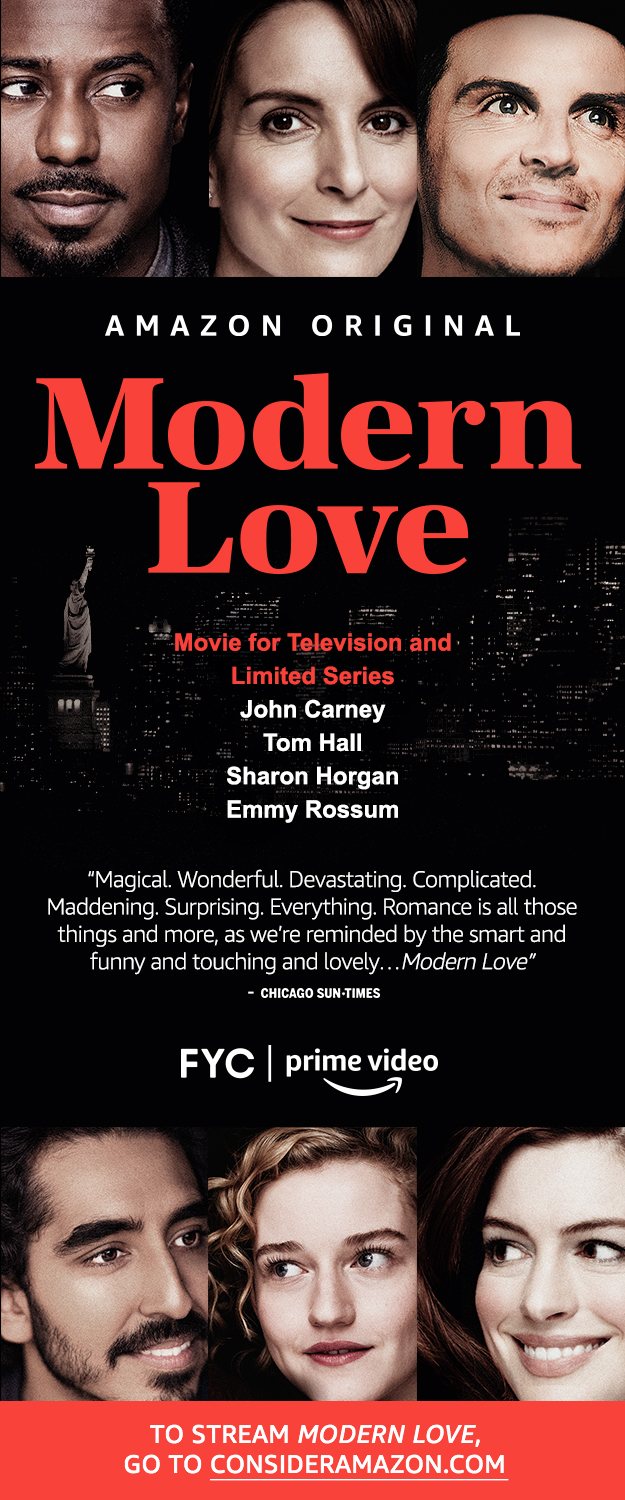 AMAZON ORIGINAL
Modern
Love
Movie for Television and
Limited Series
John Carney
Tom Hall
Sharon Horgan
Emmy Rossum
“Magical. Wonderful. Devastating. Complicated.
Maddening. Surprising. Everything. Romance is all those
things and more, as we’re reminded by the smart and
funny and touching and lovely…Modern Love”
– CHICAGO SUN-TIMES
FYC | prime video
TO STREAM MODERN LOVE,
GO TO CONSIDERAMAZON.COM